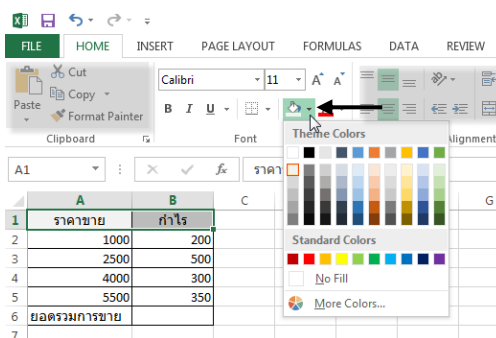 FILE HOME INSERT PAGE LAYOUT FORMULAS DATA REVIEW
Cut
Calibri 11 A A
Copy
Paste
Format Painter
B I U
Clipboard Font Alignment
Theme Colors
A1 fx ราคา
A B C G
1 ราคาขาย กำไร
2 1000 200
3 2500 500
4 4000 300
5 5500 350
6 ยอดรวมการขาย
7
Standard Colors
No Fill
More Colors...